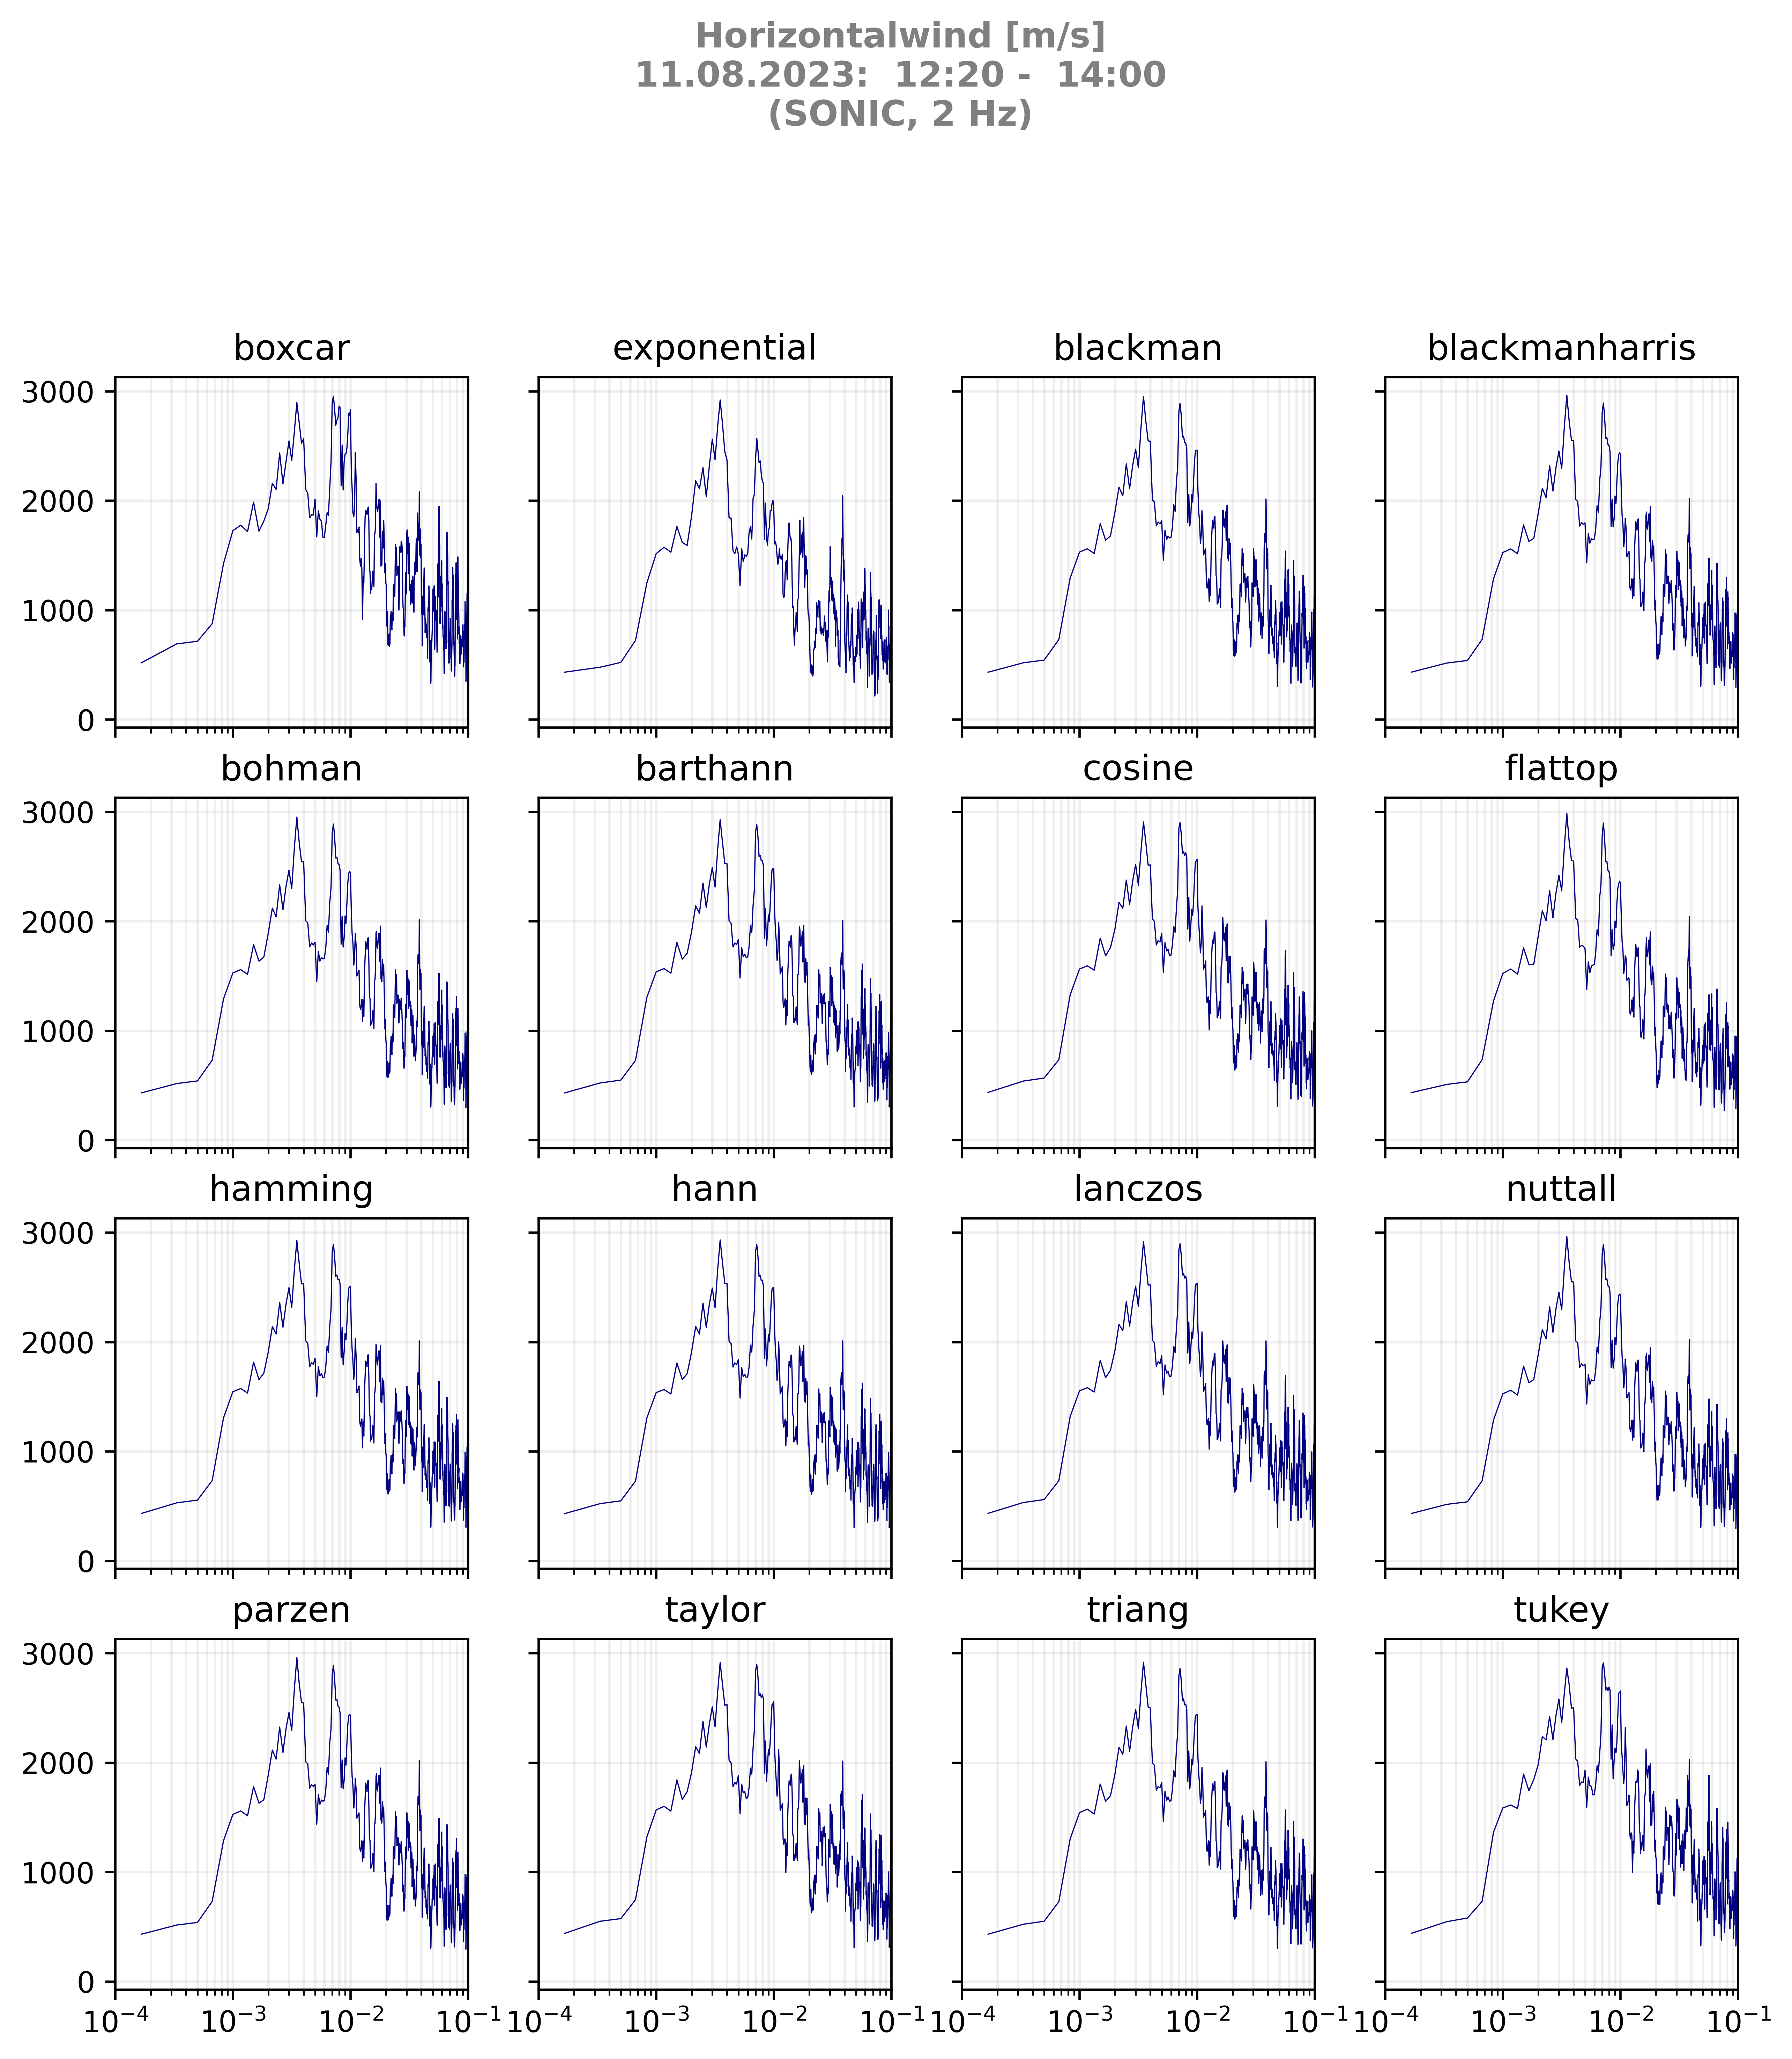 Horizontalwind [m/s]
11.08.2023:  12:20 -  14:00
(SONIC, 2 Hz)
boxcar exponential blackman blackmanharris
3000
2000
1000
0
bohman barthann cosine flattop
3000
2000
1000
0
hamming hann lanczos nuttall
3000
2000
1000
0
parzen taylor triang tukey
3000
2000
1000
0
10⁻⁴ 10⁻³ 10⁻² 10⁻¹ 10⁻⁴ 10⁻³ 10⁻² 10⁻¹ 10⁻⁴ 10⁻³ 10⁻² 10⁻¹ 10⁻⁴ 10⁻³ 10⁻² 10⁻¹